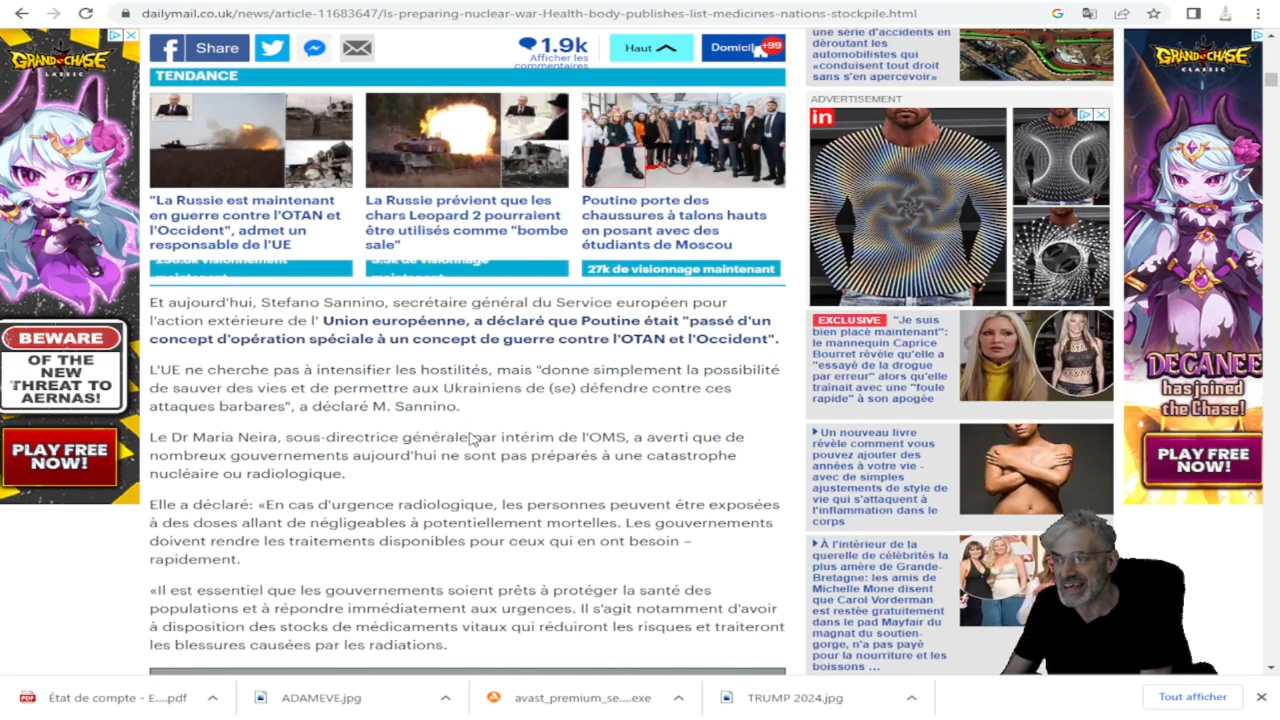 dailymail.co.uk/news/article-11683647/Is-preparing-nuclear-war-Health-body-publishes-list-medicines-nations-stockpile.html
GRAND CHASE
CLASSIC
BEWARE
OF THE
NEW
THREAT TO
AERNAS!
PLAY FREE
NOW!
Share
1.9k
Afficher les
commentaires
Haut
Domicil
+99
TENDANCE
"La Russie est maintenant
en guerre contre l'OTAN et
l'Occident", admet un
responsable de l'UE
La Russie prévient que les
chars Leopard 2 pourraient
être utilisés comme "bombe
sale"
Poutine porte des
chaussures à talons hauts
en posant avec des
étudiants de Moscou
maintenant
maintenant
27k de visionnage maintenant
Et aujourd'hui, Stefano Sannino, secrétaire général du Service européen pour
l'action extérieure de l' Union européenne, a déclaré que Poutine était "passé d'un
concept d'opération spéciale à un concept de guerre contre l'OTAN et l'Occident".
L'UE ne cherche pas à intensifier les hostilités, mais "donne simplement la possibilité
de sauver des vies et de permettre aux Ukrainiens de (se) défendre contre ces
attaques barbares", a déclaré M. Sannino.
Le Dr Maria Neira, sous-directrice générale par intérim de l'OMS, a averti que de
nombreux gouvernements aujourd'hui ne sont pas préparés à une catastrophe
nucléaire ou radiologique.
Elle a déclaré: «En cas d'urgence radiologique, les personnes peuvent être exposées
à des doses allant de négligeables à potentiellement mortelles. Les gouvernements
doivent rendre les traitements disponibles pour ceux qui en ont besoin –
rapidement.
«Il est essentiel que les gouvernements soient prêts à protéger la santé des
populations et à répondre immédiatement aux urgences. Il s'agit notamment d'avoir
à disposition des stocks de médicaments vitaux qui réduiront les risques et traiteront
les blessures causées par les radiations.
une série d'accidents en
déroutant les
automobilistes qui
«conduisent tout droit
sans s'en apercevoir»
ADVERTISEMENT
in
EXCLUSIVE "Je suis
bien placé maintenant":
le mannequin Caprice
Bourret révèle qu'elle a
"essayé de la drogue
par erreur" alors qu'elle
traînait avec une "foule
rapide" à son apogée
Un nouveau livre
révèle comment vous
pouvez ajouter des
années à votre vie -
avec de simples
ajustements de style de
vie qui s'attaquent à
l'inflammation dans le
corps
À l'intérieur de la
querelle de célébrités la
plus amère de Grande-
Bretagne: les amis de
Michelle Mone disent
que Carol Vorderman
est restée gratuitement
dans le pad Mayfair du
magnat du soutien-
gorge, n'a pas payé
pour la nourriture et les
boissons ...
GRAND CHASE
CLASSIC
DECANEE
has joined
the Chase!
PLAY FREE
NOW!
État de compte - E....pdf
ADAMEVE.jpg
avast_premium_se....exe
TRUMP 2024.jpg
Tout afficher